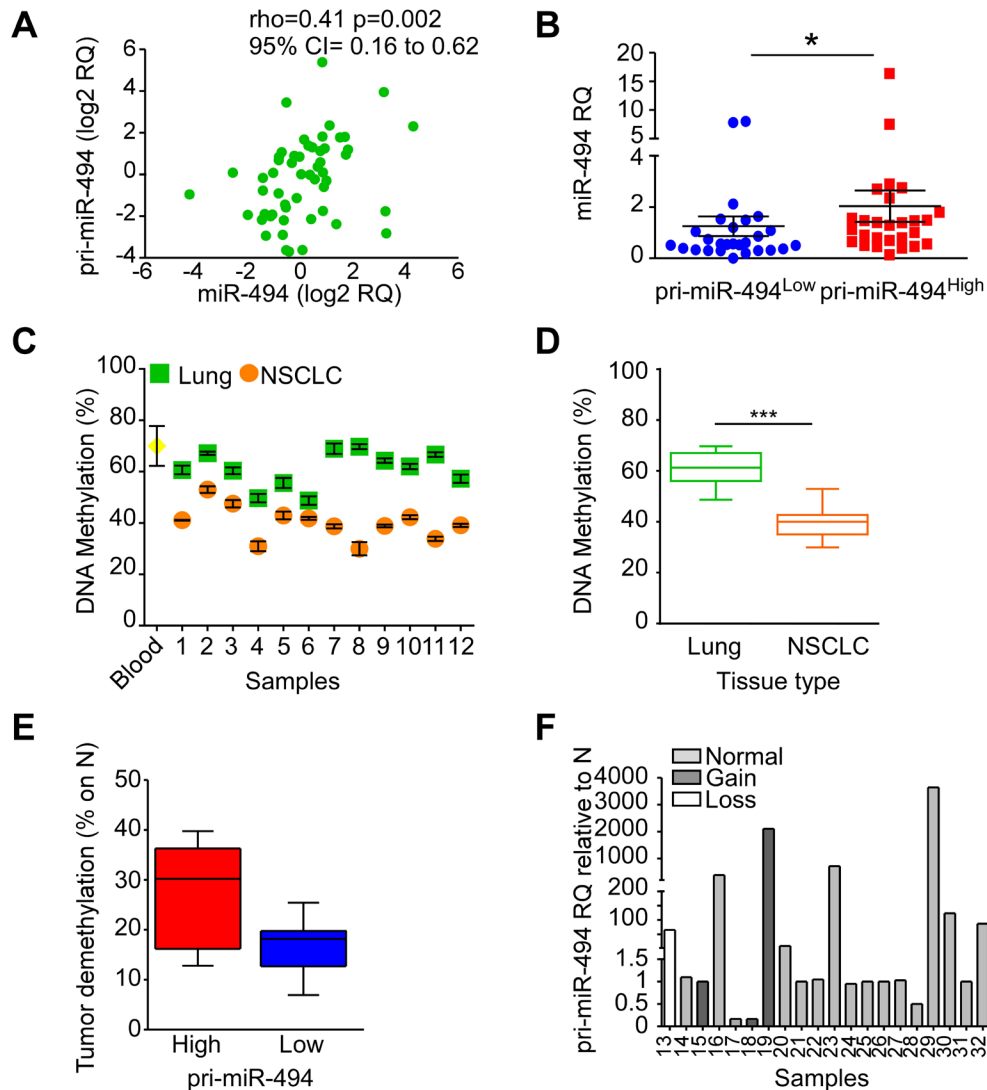 A
rho=0.41 p=0.002
95% CI= 0.16 to 0.62
pri-miR-494 (log2 RQ)
6
4
2
0
-2
-4
-6 -4 -2 0 2 4 6
miR-494 (log2 RQ)
B
*
miR-494 RQ
20
15
10
5
4
2
0
pri-miR-494Low pri-miR-494High
C
Lung NSCLC
DNA Methylation (%)
100
80
60
40
20
0
Blood 1 2 3 4 5 6 7 8 9 10 11 12
Samples
D
***
DNA Methylation (%)
100
80
60
40
20
0
Lung NSCLC
Tissue type
E
Tumor demethylation (% on N)
50
40
30
20
10
0
High Low
pri-miR-494
F
Normal
Gain
Loss
pri-miR-494 RQ relative to N
4000
3000
2000
1000
200
100
1.5
1
0.5
0
13 14 15 16 17 18 19 20 21 22 23 24 25 26 27 28 29 30 31 32
Samples